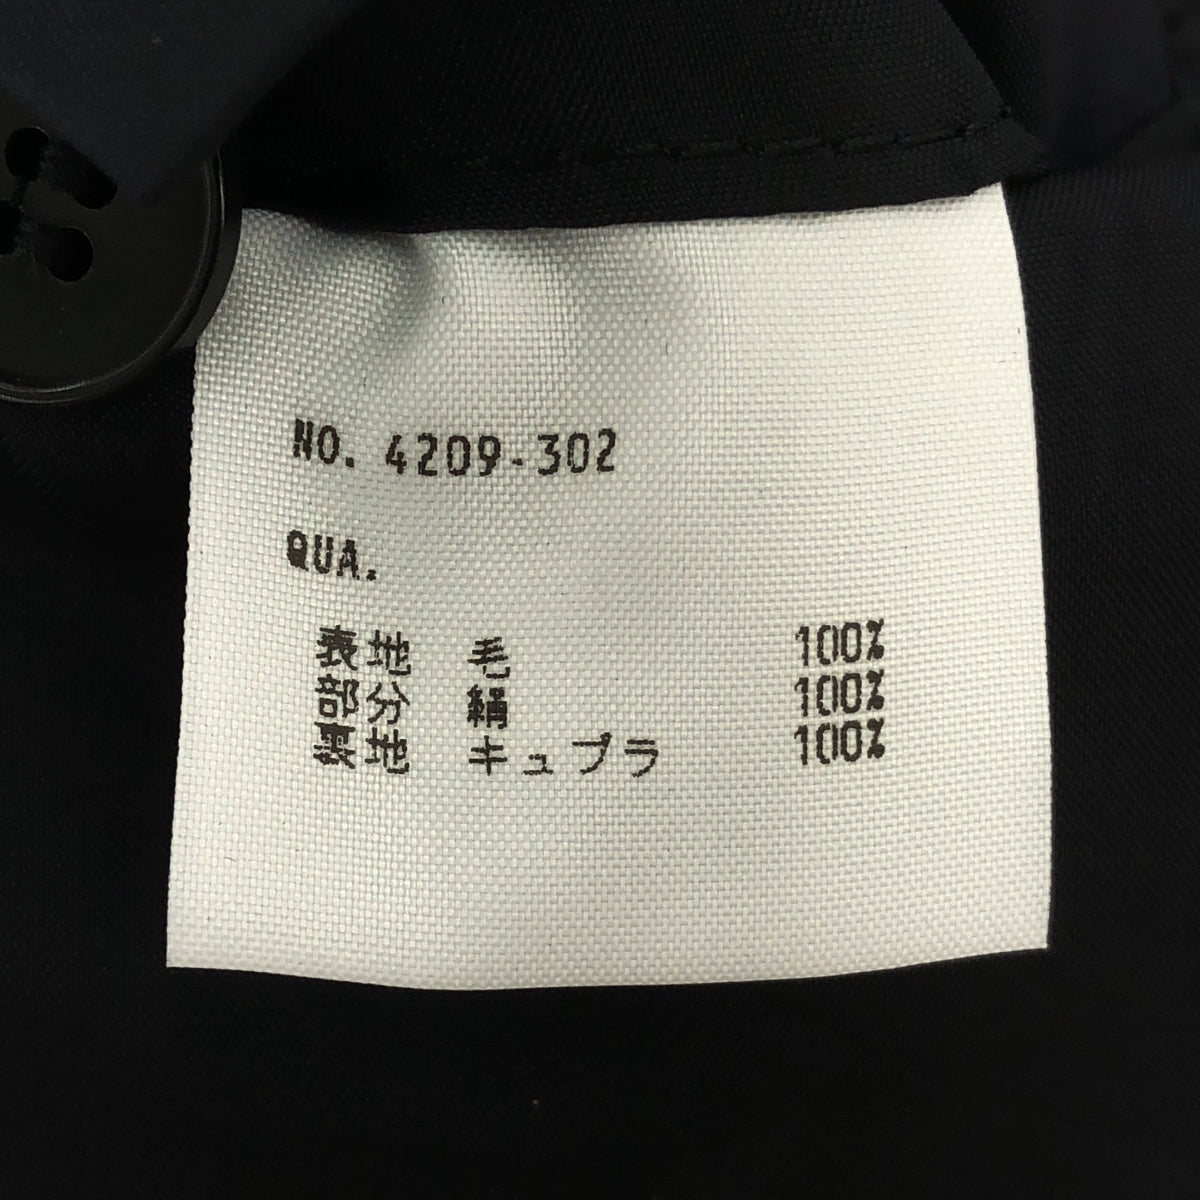 NO. 4209-302
QUA.
表地 毛 100%
部分 絹 100%
裏地 キュプラ 100%